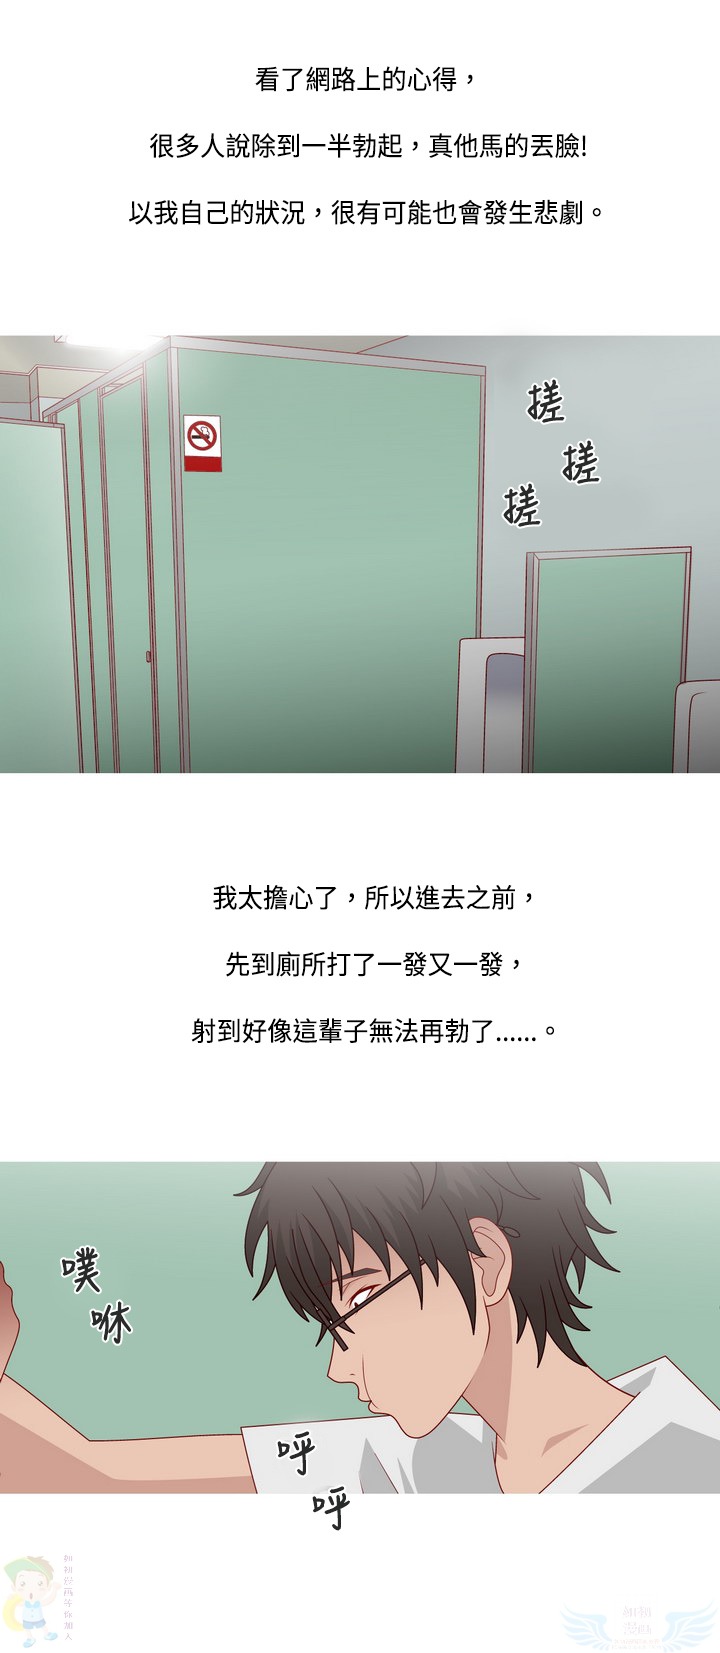 看了網路上的心得，
很多人說除到一半勃起，真他馬的丟臉!
以我自己的狀況，很有可能也會發生悲劇。
搓
搓
搓
我太擔心了，所以進去之前，
先到廁所打了一發又一發，
射到好像這輩子無法再勃了......。
噗
咻
呼
呼